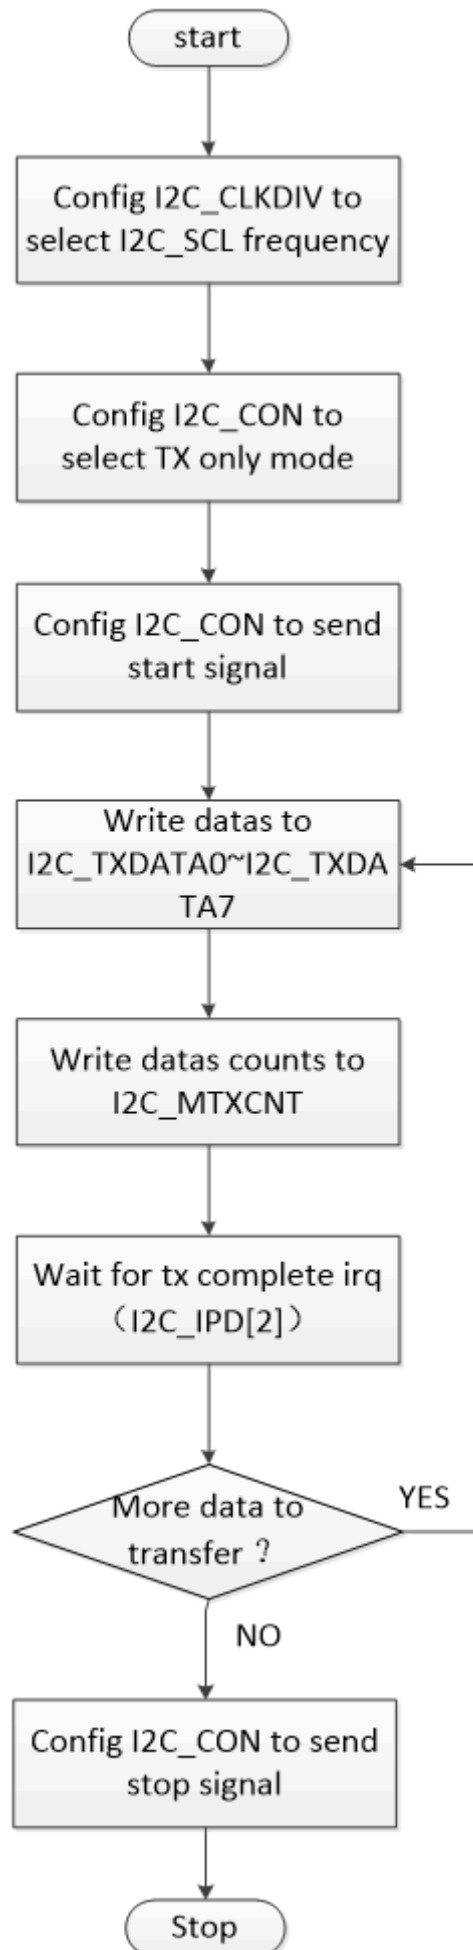 start
Config I2C_CLKDIV to
select I2C_SCL frequency
Config I2C_CON to
select TX only mode
Config I2C_CON to send
start signal
Write datas to
I2C_TXDATA0~I2C_TXDA
TA7
Write datas counts to
I2C_MTXCNT
Wait for tx complete irq
（I2C_IPD[2]）
More data to
transfer？
YES
NO
Config I2C_CON to send
stop signal
Stop